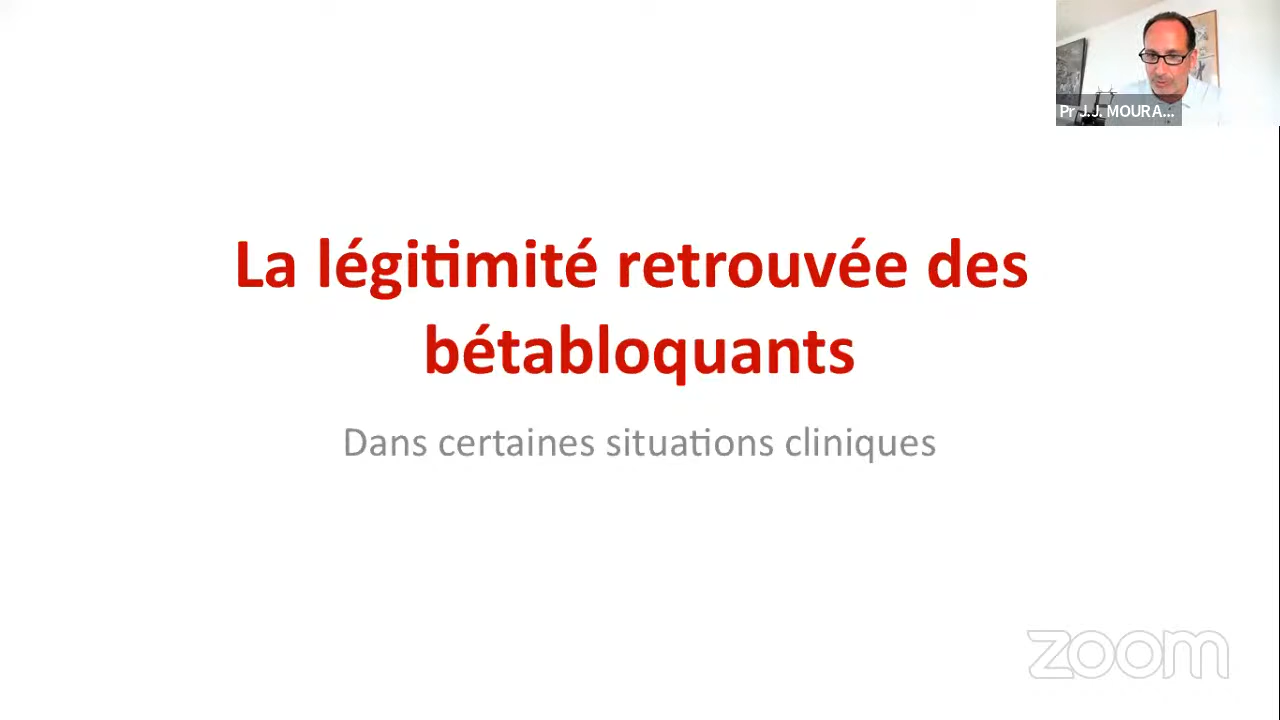 Pr J.J. MOURA...
La légitimité retrouvée des
bétabloquants
Dans certaines situations cliniques
zoom